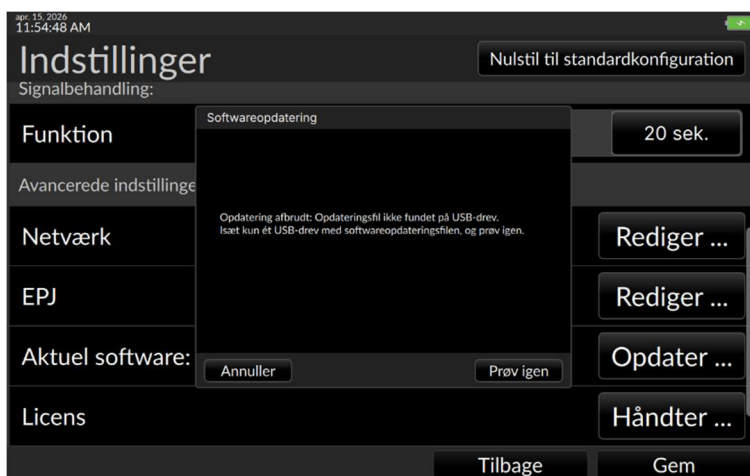 apr. 15, 2026
11:54:48 AM
Indstillinger
Nulstil til standardkonfiguration
Signalbehandling:
Softwareopdatering
Funktion
20 sek.
Avancerede indstillinge
Opdatering afbrudt: Opdateringsfil ikke fundet på USB-drev.
Isæt kun ét USB-drev med softwareopdateringsfilen, og prøv igen.
Netværk
Rediger ...
EPJ
Rediger ...
Aktuel software:
Opdater ...
Annuller
Prøv igen
Licens
Håndter ...
Tilbage
Gem